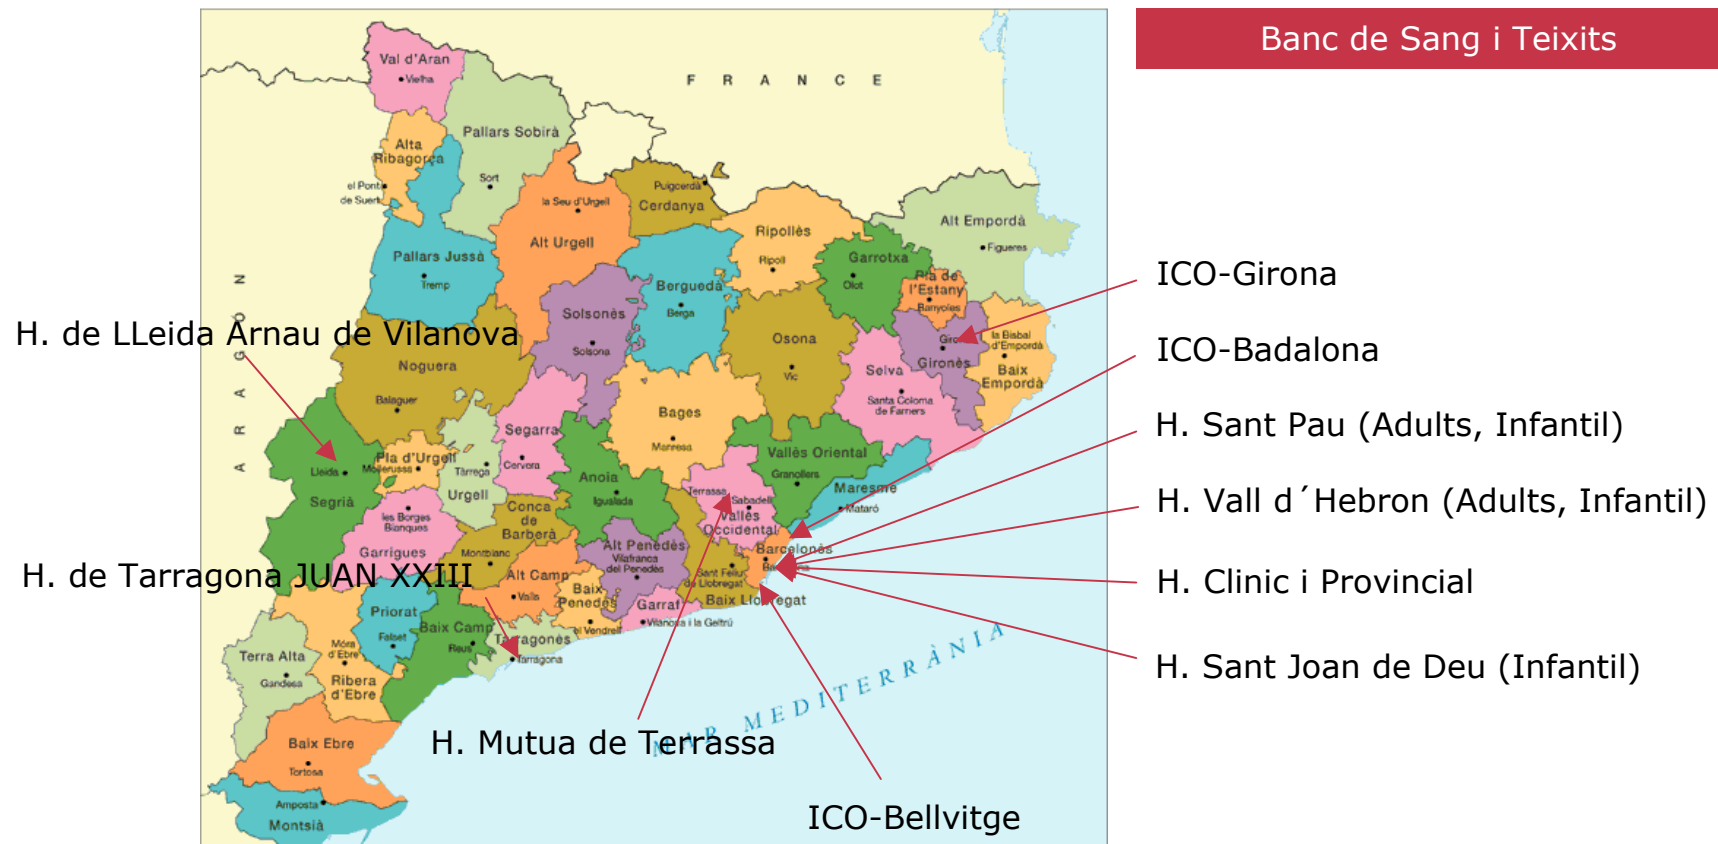 Banc de Sang i Teixits
Val d'Aran
Vielha
F R A N C E
Pallars Sobirà
Alta
Ribagorça
el Pont
de Suert
Sort
Puigcerdà
Cerdanya
la Seu d'Urgell
Alt Urgell
Ripollès
Ripoll
Alt Empordà
Figueres
Garrotxa
Olot
Pla de
l'Estany
Banyoles
Pallars Jussà
Tremp
Berguedà
Berga
Solsonès
Solsona
Osona
Vic
Giro
Gironès
la Bisbal
d'Empordà
Baix
Empordà
ICO-Girona
H. de LLeida Arnau de Vilanova
ICO-Badalona
A R A G Ó N
Noguera
Balaguer
Selva
Santa Coloma
de Farners
Bages
Manresa
Segarra
Cervera
H. Sant Pau (Adults, Infantil)
Pla d'Urgell
Mollerussa
Tàrrega
Urgell
Lleida
Segrià
Anoia
Igualada
Vallès Oriental
Granollers
Terrassa
Sabadell
Vallès
Occidental
Maresme
Mataró
H. Vall d´Hebron (Adults, Infantil)
les Borges
Blanques
Garrigues
Conca
de
Barberà
Montblanc
Alt Penedès
Vilafranca
del Penedès
Barcelonès
Sant Feliu
de Llobregat
Baix Llobregat
H. de Tarragona JUAN XXIII
H. Clinic i Provincial
Alt Camp
Valls
Baix
Penedès
el Vendrell
Garraf
Vilanova i la Geltrú
Priorat
Falset
Baix Camp
Reus
Tarragonès
Tarragona
Móra
d'Ebre
Ribera
d'Ebre
Terra Alta
Gandesa
H. Sant Joan de Deu (Infantil)
MAR MEDITERRÀNIA
H. Mutua de Terrassa
Baix Ebre
Tortosa
Amposta
Montsià
ICO-Bellvitge